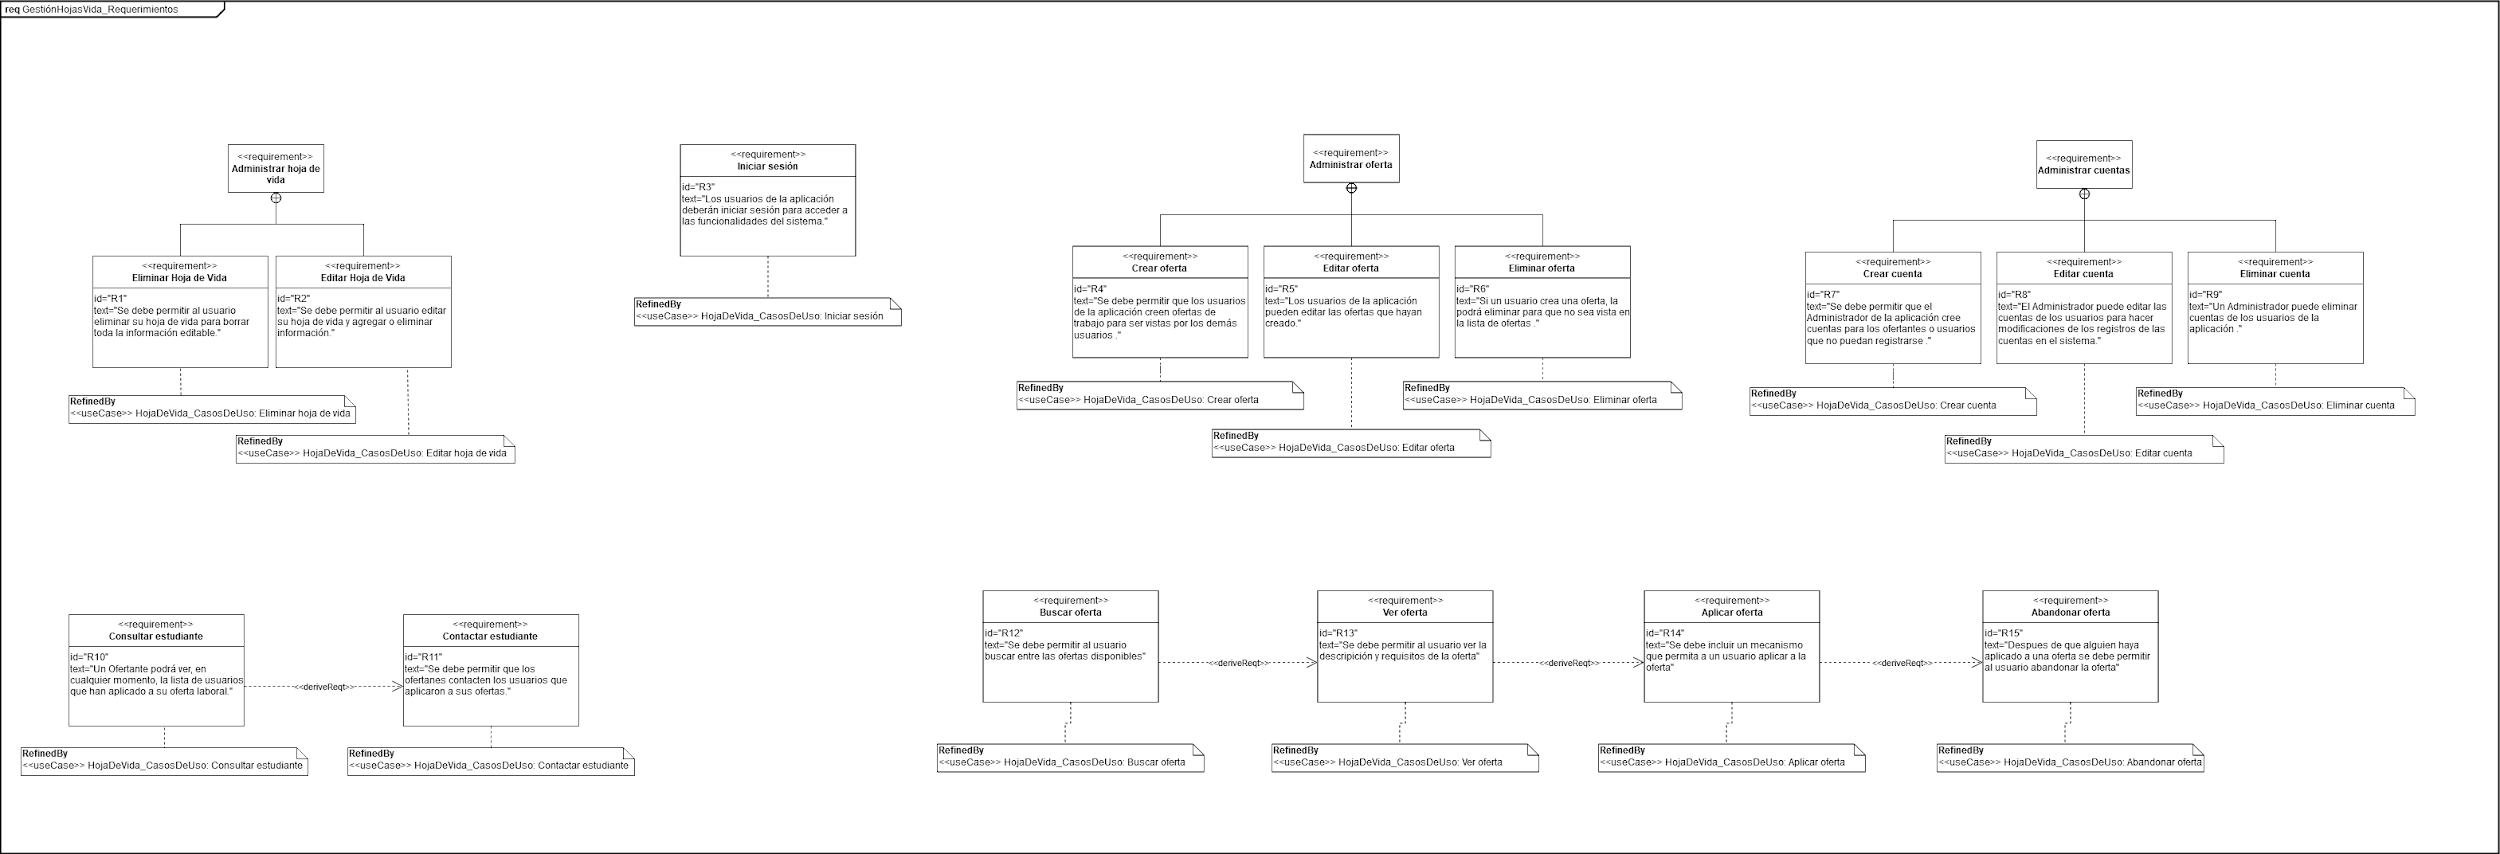 req GestiónHojasVida_Requerimientos
<<requirement>>
Administrar hoja de
vida
<<requirement>>
Eliminar Hoja de Vida
id="R1"
text="Se debe permitir al usuario
eliminar su hoja de vida para borrar
toda la información editable."
RefinedBy
<<useCase>> HojaDeVida_CasosDeUso: Eliminar hoja de vida
<<requirement>>
Editar Hoja de Vida
id="R2"
text="Se debe permitir al usuario editar
su hoja de vida y agregar o eliminar
información."
RefinedBy
<<useCase>> HojaDeVida_CasosDeUso: Editar hoja de vida
<<requirement>>
Iniciar sesión
id="R3"
text="Los usuarios de la aplicación
deberán iniciar sesión para acceder a
las funcionalidades del sistema."
RefinedBy
<<useCase>> HojaDeVida_CasosDeUso: Iniciar sesión
<<requirement>>
Administrar oferta
<<requirement>>
Crear oferta
id="R4"
text="Se debe permitir que los usuarios
de la aplicación creen ofertas de
trabajo para ser vistas por los demás
usuarios ."
RefinedBy
<<useCase>> HojaDeVida_CasosDeUso: Crear oferta
<<requirement>>
Editar oferta
id="R5"
text="Los usuarios de la aplicación
pueden editar las ofertas que hayan
creado."
RefinedBy
<<useCase>> HojaDeVida_CasosDeUso: Editar oferta
<<requirement>>
Eliminar oferta
id="R6"
text="Si un usuario crea una oferta, la
podrá eliminar para que no sea vista en
la lista de ofertas ."
RefinedBy
<<useCase>> HojaDeVida_CasosDeUso: Eliminar oferta
<<requirement>>
Administrar cuentas
<<requirement>>
Crear cuenta
id="R7"
text="Se debe permitir que el
Administrador de la aplicación cree
cuentas para los ofertantes o usuarios
que no puedan registrarse ."
RefinedBy
<<useCase>> HojaDeVida_CasosDeUso: Crear cuenta
<<requirement>>
Editar cuenta
id="R8"
text="El Administrador puede editar las
cuentas de los usuarios para hacer
modificaciones de los registros de las
cuentas en el sistema."
RefinedBy
<<useCase>> HojaDeVida_CasosDeUso: Editar cuenta
<<requirement>>
Eliminar cuenta
id="R9"
text="Un Administrador puede eliminar
cuentas de los usuarios de la
aplicación ."
RefinedBy
<<useCase>> HojaDeVida_CasosDeUso: Eliminar cuenta
<<requirement>>
Consultar estudiante
id="R10"
text="Un Ofertante podrá ver, en
cualquier momento, la lista de usuarios
que han aplicado a su oferta laboral."
RefinedBy
<<useCase>> HojaDeVida_CasosDeUso: Consultar estudiante
<<deriveReqt>>
<<requirement>>
Contactar estudiante
id="R11"
text="Se debe permitir que los
ofertanes contacten los usuarios que
aplicaron a sus ofertas."
RefinedBy
<<useCase>> HojaDeVida_CasosDeUso: Contactar estudiante
<<requirement>>
Buscar oferta
id="R12"
text="Se debe permitir al usuario
buscar entre las ofertas disponibles"
RefinedBy
<<useCase>> HojaDeVida_CasosDeUso: Buscar oferta
<<deriveReqt>>
<<requirement>>
Ver oferta
id="R13"
text="Se debe permitir al usuario ver la
descripición y requisitos de la oferta"
RefinedBy
<<useCase>> HojaDeVida_CasosDeUso: Ver oferta
<<deriveReqt>>
<<requirement>>
Aplicar oferta
id="R14"
text="Se debe incluir un mecanismo
que permita a un usuario aplicar a la
oferta"
RefinedBy
<<useCase>> HojaDeVida_CasosDeUso: Aplicar oferta
<<deriveReqt>>
<<requirement>>
Abandonar oferta
id="R15"
text="Despues de que alguien haya
aplicado a una oferta se debe permitir
al usuario abandonar la oferta"
RefinedBy
<<useCase>> HojaDeVida_CasosDeUso: Abandonar oferta